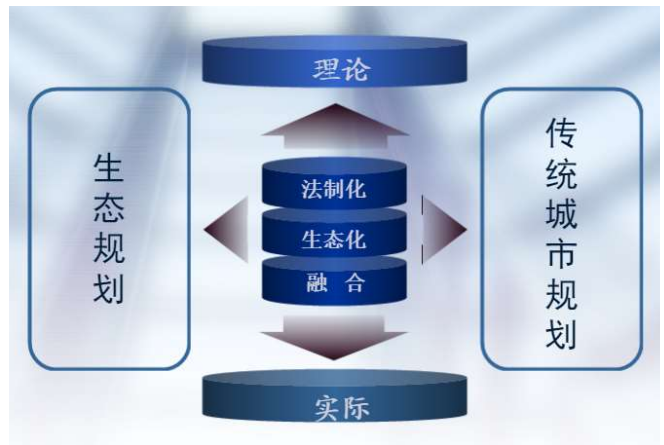 理论
生态规划
法制化
生态化
融 合
传统城市规划
实际